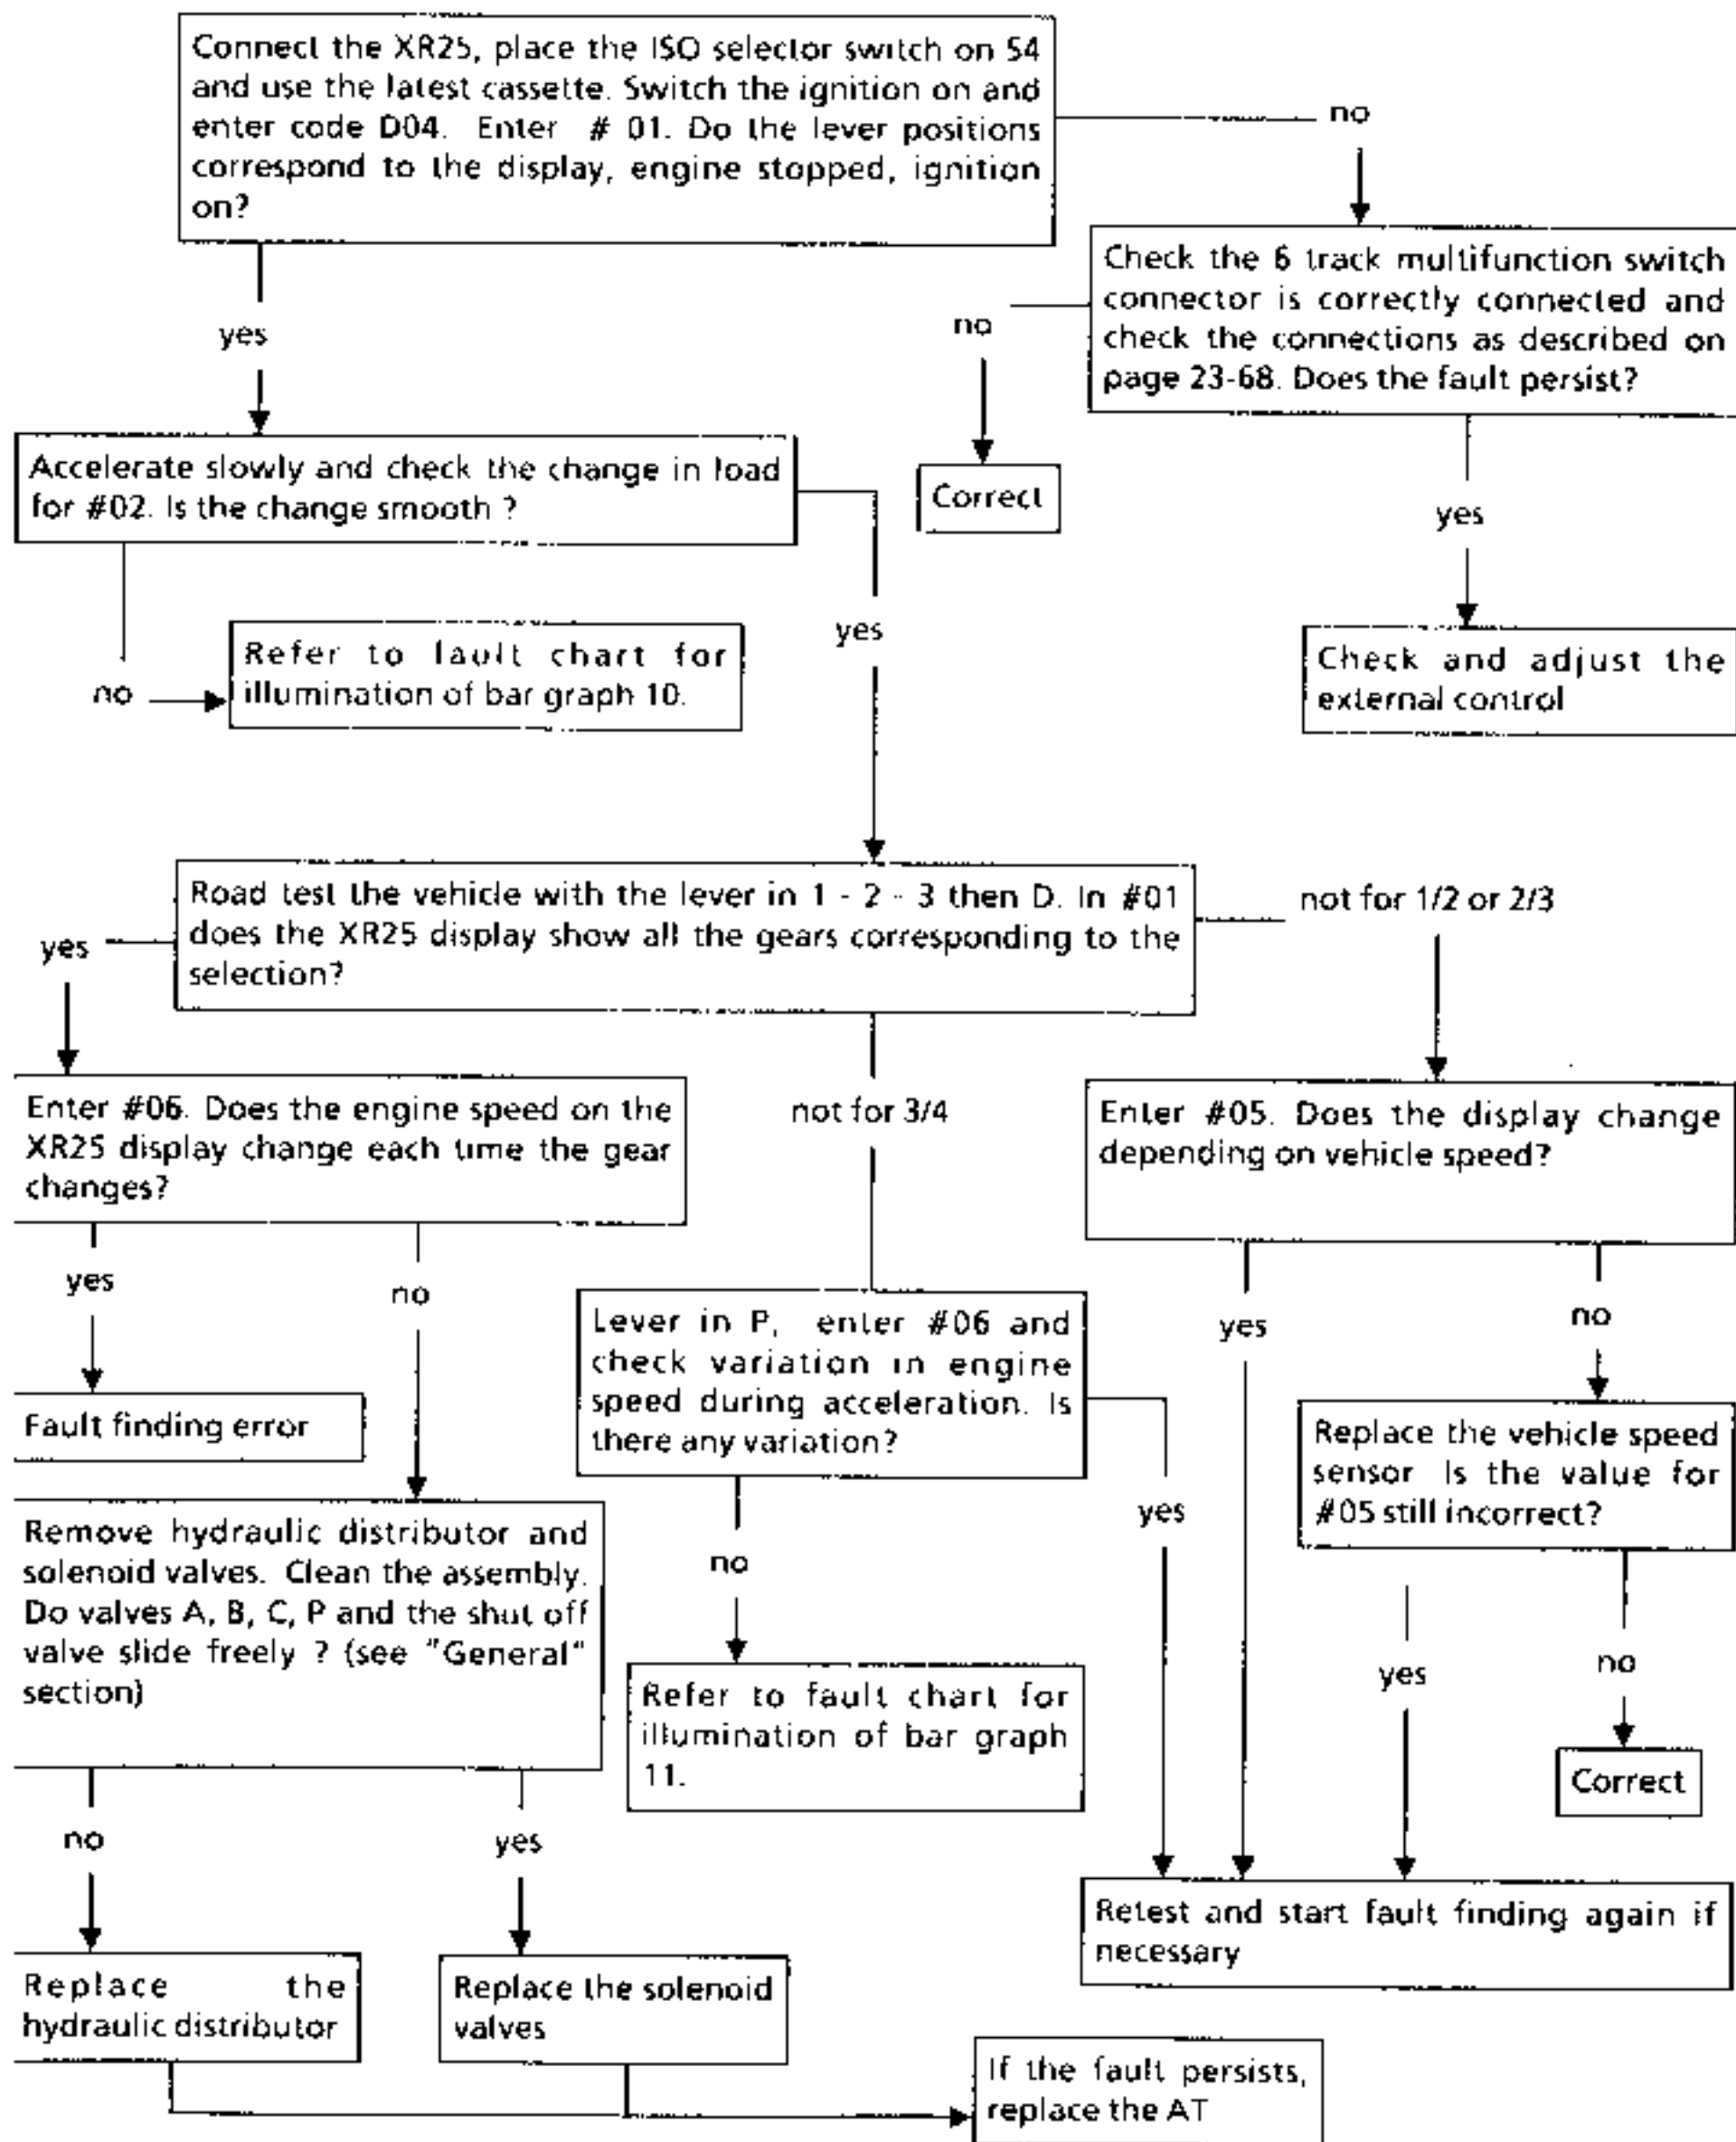 Connect the XR25, place the ISO selector switch on S4
and use the latest cassette. Switch the ignition on and
enter code D04. Enter # 01. Do the lever positions
correspond to the display, engine stopped, ignition
on?
no
yes
Check the 6 track multifunction switch
connector is correctly connected and
check the connections as described on
page 23-68. Does the fault persist?
no
Correct
yes
Check and adjust the
external control
Accelerate slowly and check the change in load
for #02. Is the change smooth ?
no
Refer to fault chart for
illumination of bar graph 10.
yes
Road test the vehicle with the lever in 1 - 2 - 3 then D. In #01
does the XR25 display show all the gears corresponding to the
selection?
yes
not for 1/2 or 2/3
not for 3/4
Enter #06. Does the engine speed on the
XR25 display change each time the gear
changes?
yes
no
Fault finding error
Enter #05. Does the display change
depending on vehicle speed?
yes
no
Lever in P, enter #06 and
check variation in engine
speed during acceleration. Is
there any variation?
no
yes
Replace the vehicle speed
sensor Is the value for
#05 still incorrect?
yes
no
Correct
Remove hydraulic distributor and
solenoid valves. Clean the assembly.
Do valves A, B, C, P and the shut off
valve slide freely ? (see "General"
section)
no
yes
Refer to fault chart for
illumination of bar graph
11.
Retest and start fault finding again if
necessary
Replace the
hydraulic distributor
Replace the solenoid
valves
If the fault persists,
replace the AT